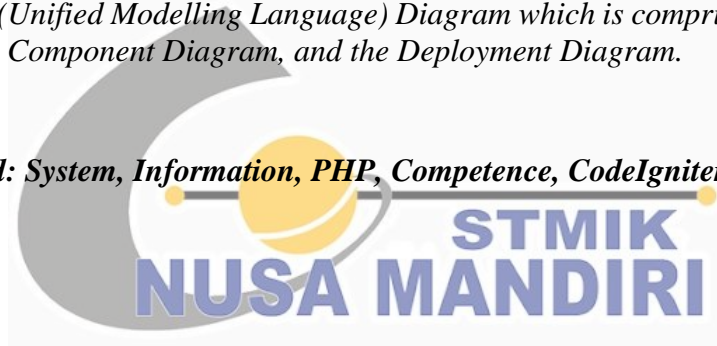 (Unified Modelling Language) Diagram which is compri
Component Diagram, and the Deployment Diagram.
d: System, Information, PHP, Competence, CodeIgniter
STMIK
NUSA MANDIRI